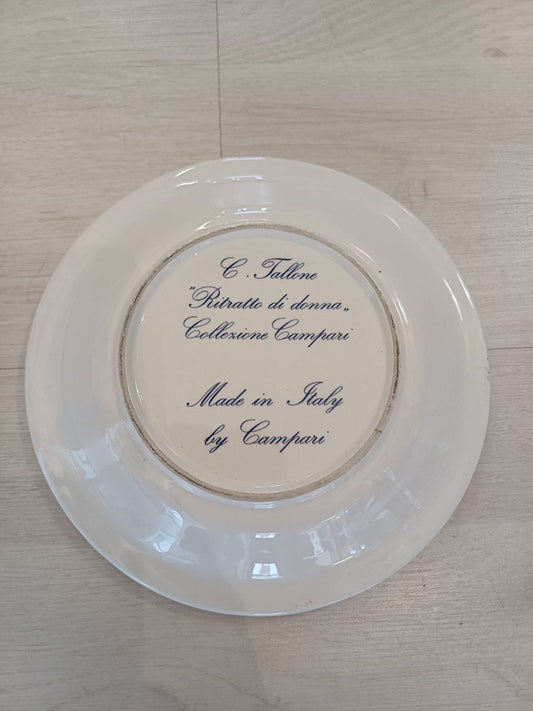 C. Tallone
"Ritratto di donna„
Collezione Campari
Made in Italy
by Campari